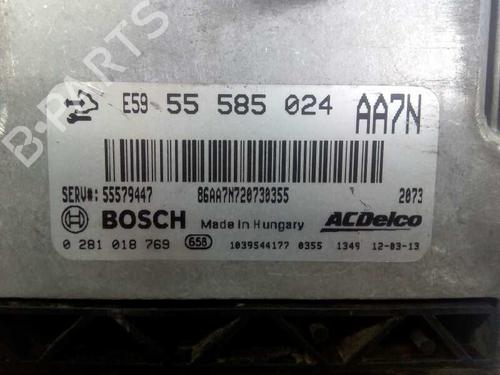 E59 55 585 024 AA7N
SERV#: 55579447 86AA7N720730355 2073
BOSCH Made in Hungary ACDelco
0 281 018 769 658 1039S44177 0355 1349 12-03-13
B-PARTS